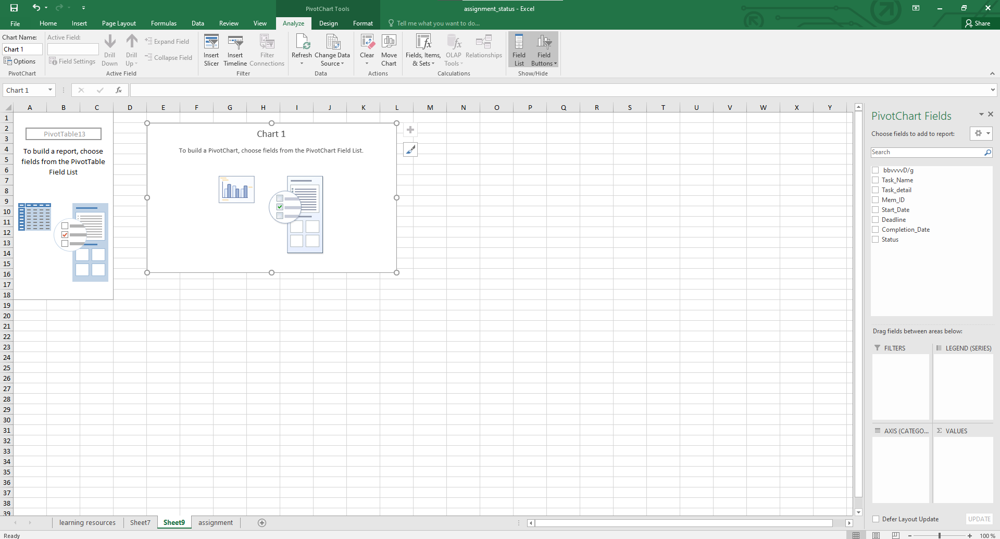 PivotChart Tools
assignment_status - Excel
File Home Insert Page Layout Formulas Data Review View Analyze Design Format Tell me what you want to do... Share
Chart Name:
Chart 1
Options
PivotChart
Active Field:
Field Settings
Drill Down
Drill Up
Expand Field
Collapse Field
Active Field
Insert Slicer
Insert Timeline
Filter Connections
Filter
Refresh
Change Data Source
Data
Clear
Move Chart
Actions
Fields, Items, & Sets
OLAP Tools
Relationships
Calculations
Field List
Field Buttons
Show/Hide
Chart 1
fx
A B C D E F G H I J K L M N O P Q R S T U V W X Y
1
2
3
4
5
6
7
8
9
10
11
12
13
14
15
16
17
18
19
20
21
22
23
24
25
26
27
28
29
30
31
32
33
34
35
36
37
38
39
PivotTable13
To build a report, choose
fields from the PivotTable
Field List
Chart 1
To build a PivotChart, choose fields from the PivotChart Field List.
PivotChart Fields
Choose fields to add to report:
Search
bbvvvvD/g
Task_Name
Task_detail
Mem_ID
Start_Date
Deadline
Completion_Date
Status
Drag fields between areas below:
FILTERS
LEGEND (SERIES)
AXIS (CATEGO...
Σ VALUES
Defer Layout Update
UPDATE
learning resources Sheet7 Sheet9 assignment
Ready
100 %